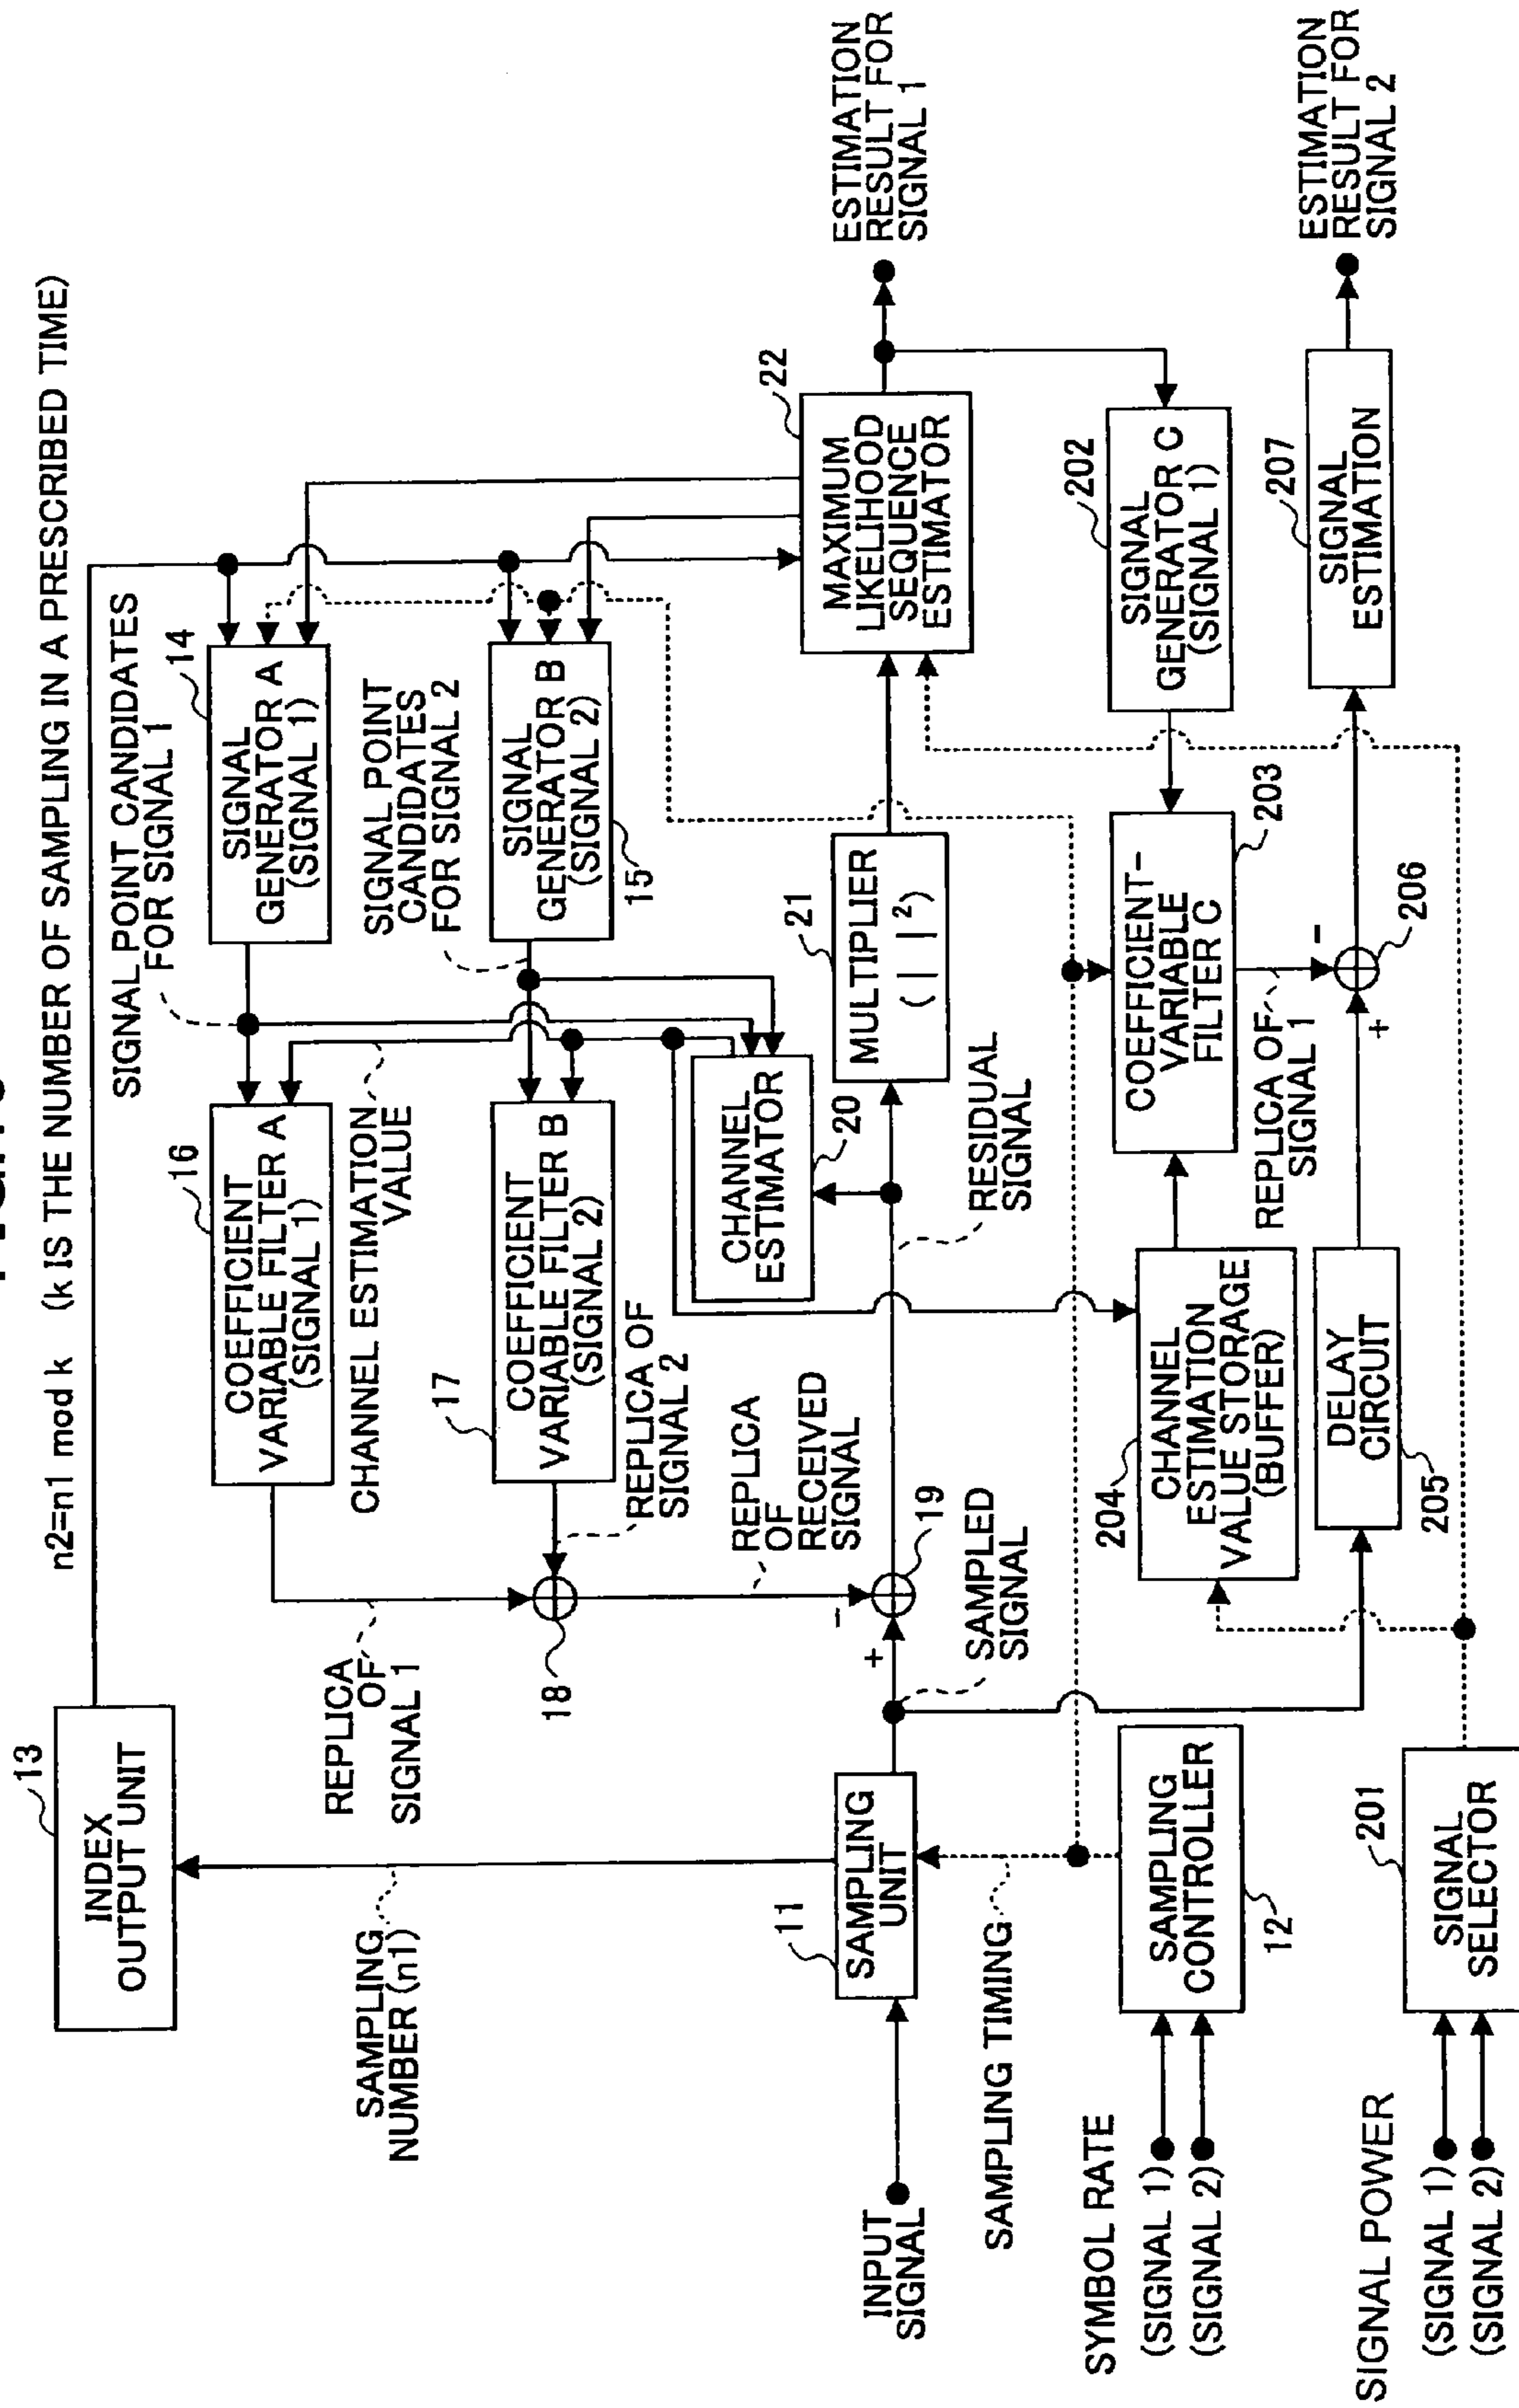 n2=n1 mod k (k IS THE NUMBER OF SAMPLING IN A PRESCRIBED TIME)
13
INDEX
OUTPUT UNIT
SAMPLING
NUMBER (n1)
SIGNAL POINT CANDIDATES
FOR SIGNAL 1
14
SIGNAL
GENERATOR A
(SIGNAL 1)
16
COEFFICIENT
VARIABLE FILTER A
(SIGNAL 1)
REPLICA
OF
SIGNAL 1
CHANNEL ESTIMATION
VALUE
SIGNAL POINT
CANDIDATES
FOR SIGNAL 2
SIGNAL
GENERATOR B
(SIGNAL 2)
15
17
COEFFICIENT
VARIABLE FILTER B
(SIGNAL 2)
18
REPLICA OF
SIGNAL 2
REPLICA
OF
RECEIVED
SIGNAL
CHANNEL
ESTIMATOR
20
21
MULTIPLIER
( | | ²)
22
MAXIMUM
LIKELIHOOD
SEQUENCE
ESTIMATOR
ESTIMATION
RESULT FOR
SIGNAL 1
-
+
19
SAMPLED
SIGNAL
RESIDUAL
SIGNAL
INPUT
SIGNAL
11
SAMPLING
UNIT
SAMPLING TIMING
SYMBOL RATE
(SIGNAL 1)
(SIGNAL 2)
SAMPLING
CONTROLLER
12
204
CHANNEL
ESTIMATION
VALUE STORAGE
(BUFFER)
COEFFICIENT-
VARIABLE
FILTER C
203
202
SIGNAL
GENERATOR C
(SIGNAL 1)
REPLICA OF
SIGNAL 1
DELAY
CIRCUIT
205
+
-
206
207
SIGNAL
ESTIMATION
ESTIMATION
RESULT FOR
SIGNAL 2
SIGNAL POWER
(SIGNAL 1)
(SIGNAL 2)
201
SIGNAL
SELECTOR